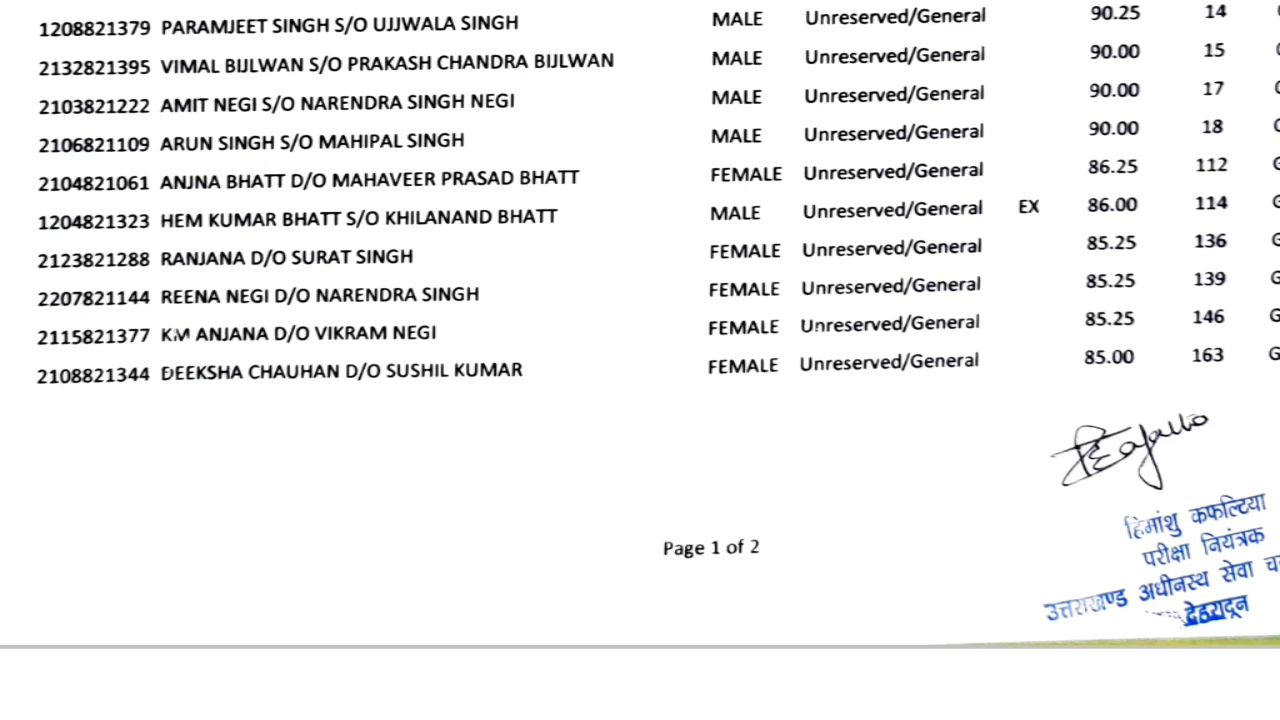 1208821379 PARAMJEET SINGH S/O UJJWALA SINGH MALE Unreserved/General 90.25 14
2132821395 VIMAL BIJLWAN S/O PRAKASH CHANDRA BIJLWAN MALE Unreserved/General 90.00 15
2103821222 AMIT NEGI S/O NARENDRA SINGH NEGI MALE Unreserved/General 90.00 17
2106821109 ARUN SINGH S/O MAHIPAL SINGH MALE Unreserved/General 90.00 18
2104821061 ANJNA BHATT D/O MAHAVEER PRASAD BHATT FEMALE Unreserved/General 86.25 112
1204821323 HEM KUMAR BHATT S/O KHILANAND BHATT MALE Unreserved/General EX 86.00 114
2123821288 RANJANA D/O SURAT SINGH FEMALE Unreserved/General 85.25 136
2207821144 REENA NEGI D/O NARENDRA SINGH FEMALE Unreserved/General 85.25 139
2115821377 KM ANJANA D/O VIKRAM NEGI FEMALE Unreserved/General 85.25 146
2108821344 DEEKSHA CHAUHAN D/O SUSHIL KUMAR FEMALE Unreserved/General 85.00 163
हिमांशु कफल्टिया
परीक्षा नियंत्रक
उत्तराखण्ड अधीनस्थ सेवा
देहरादून
Page 1 of 2